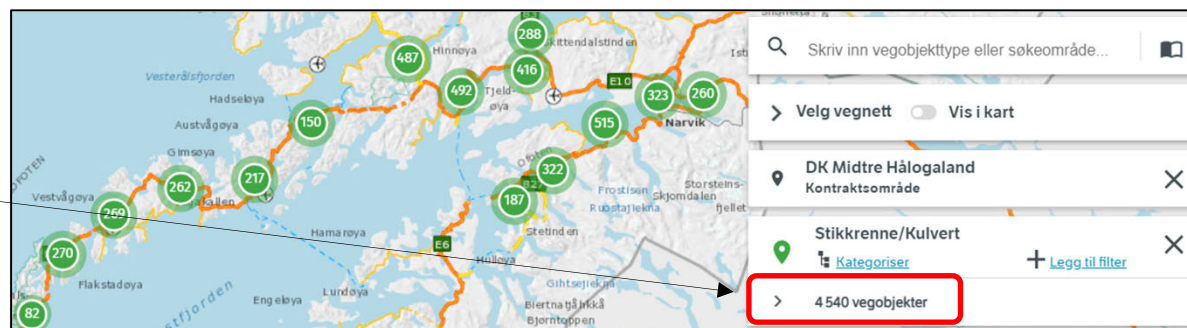 288
Skittendalstinden
487
Hinnøya
416
Vesterålsfjorden
E10
492
Tjeld-
øya
323
260
Hadseløya
150
515
Narvik
Austvågøya
Gimsøya
Ofoten
322
262
217
187
Frostisen
Storsteins-
fjellet
Skjomdalen
Ruostajiekna
Vestvågøya
269
Stetinden
Hamarøya
E6
270
Hulløya
Gihtsejiekŋa
Flakstadøya
Engeløya
Lundøya
Bjørntoppen
82
Skriv inn vegobjekttype eller søkeområde...
Velg vegnett
Vis i kart
DK Midtre Hålogaland
Kontraktsområde
Stikkrenne/Kulvert
Kategoriser
Legg til filter
4 540 vegobjekter